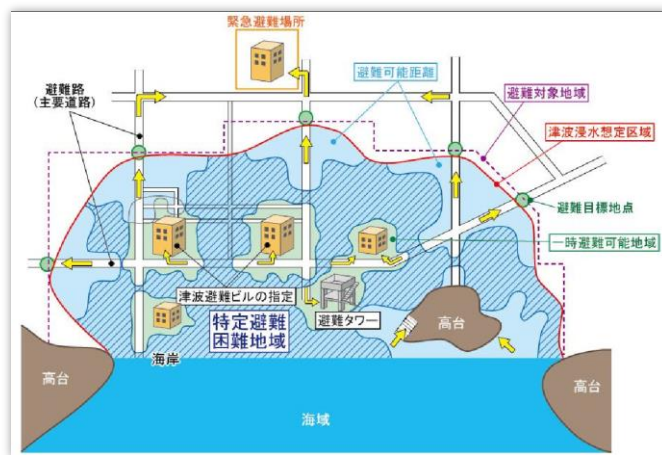 緊急避難場所
避難路
(主要道路)
避難可能距離
避難対象地域
津波浸水想定区域
避難目標地点
一時避難可能地域
津波避難ビルの指定
特定避難
困難地域
避難タワー
高台
海岸
高台
高台
海域